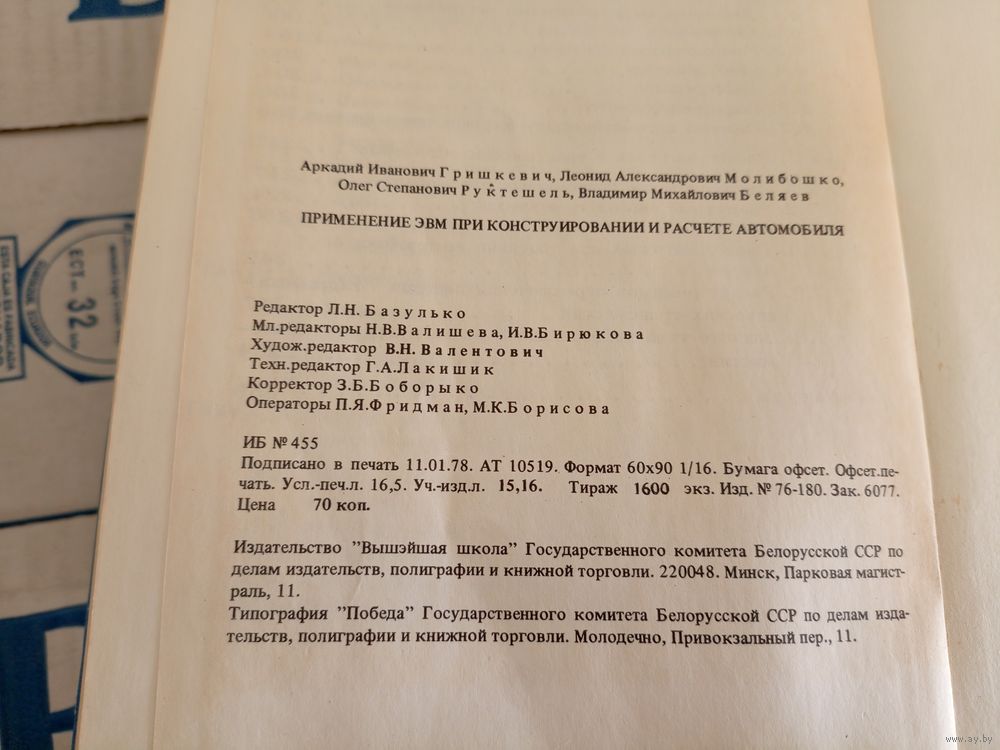 Аркадий Иванович Гришкевич, Леонид Александрович Молибошко,
Олег Степанович Руктешель, Владимир Михайлович Беляев
ПРИМЕНЕНИЕ ЭВМ ПРИ КОНСТРУИРОВАНИИ И РАСЧЕТЕ АВТОМОБИЛЯ
Редактор Л.Н. Базулько
Мл.редакторы Н.В.Валишева, И.В.Бирюкова
Худож.редактор В.Н. Валентович
Техн.редактор Г.А.Лакишик
Корректор З.Б.Боборыко
Операторы П.Я.Фридман, М.К.Борисова
ИБ № 455
Подписано в печать 11.01.78. АТ 10519. Формат 60х90 1/16. Бумага офсет. Офсет.пе-
чать. Усл.-печ.л. 16,5. Уч.-изд.л. 15,16. Тираж 1600 экз. Изд. № 76-180. Зак. 6077.
Цена 70 коп.
Издательство "Вышэйшая школа" Государственного комитета Белорусской ССР по
делам издательств, полиграфии и книжной торговли. 220048. Минск, Парковая магист-
раль, 11.
Типография "Победа" Государственного комитета Белорусской ССР по делам изда-
тельств, полиграфии и книжной торговли. Молодечно, Привокзальный пер., 11.
ECT
32
ESTA CAJA ES FABRICADA
www.ay.by